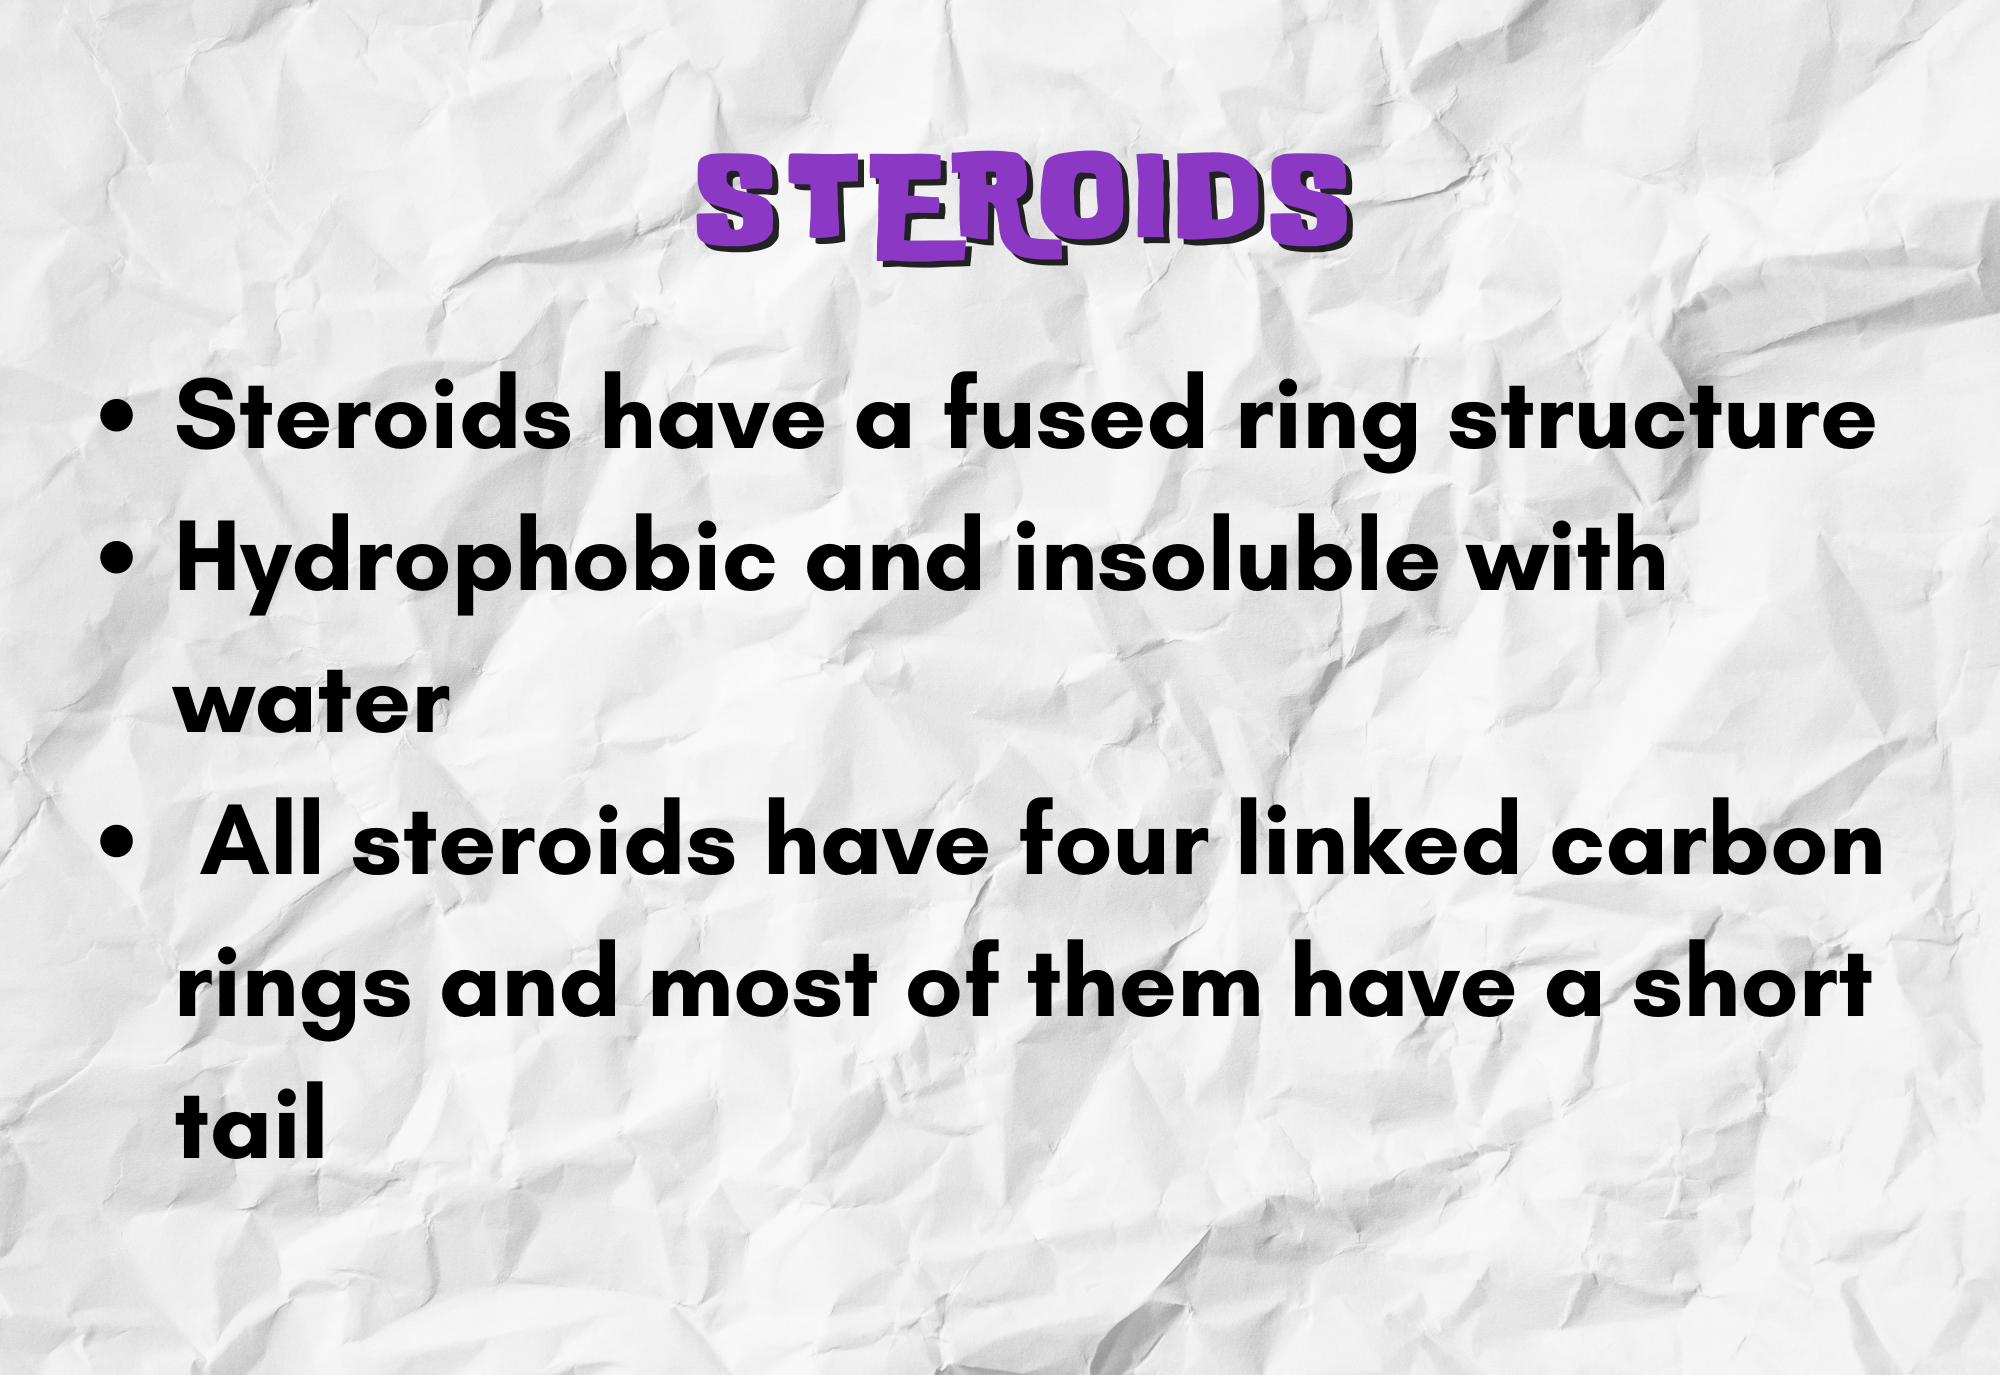 STEROIDS
• Steroids have a fused ring structure
• Hydrophobic and insoluble with
water
• All steroids have four linked carbon
rings and most of them have a short
tail